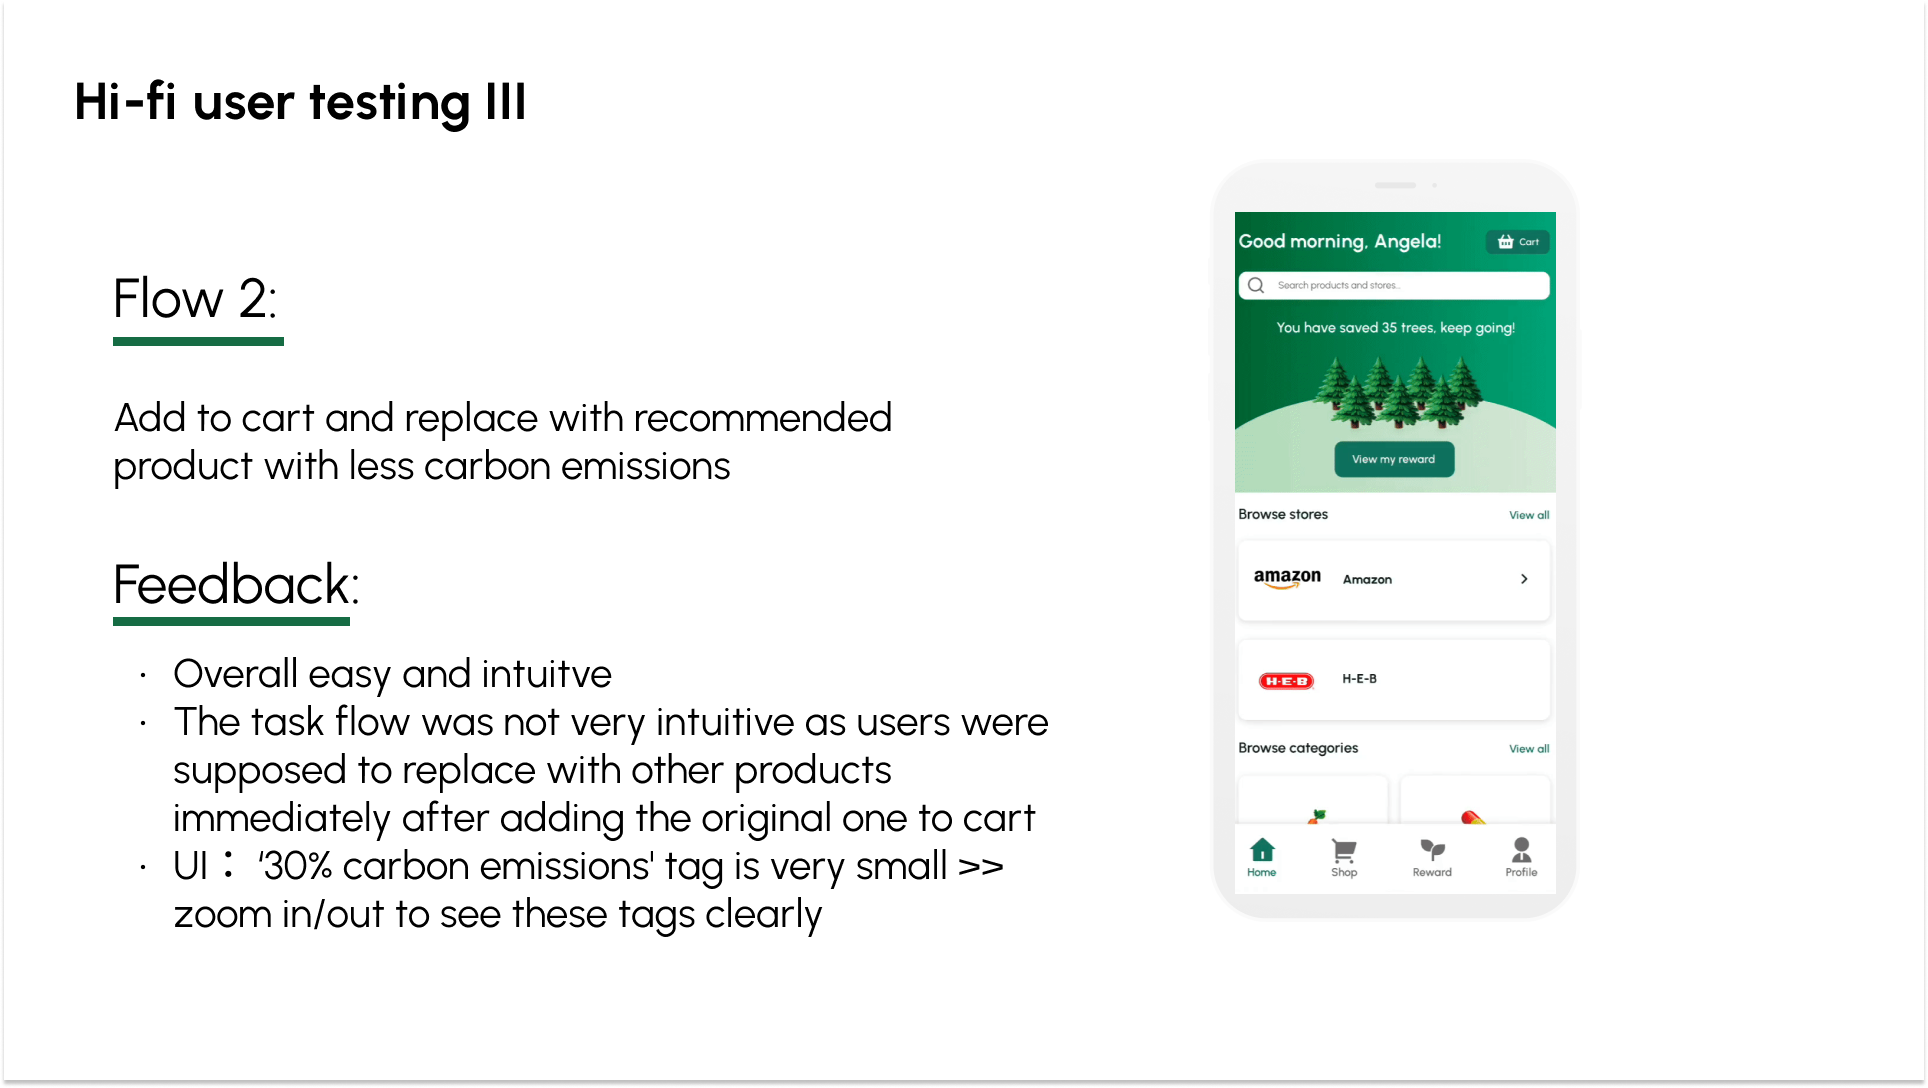 Hi-fi user testing III
Flow 2:
Add to cart and replace with recommended
product with less carbon emissions
Feedback:
· Overall easy and intuitve
· The task flow was not very intuitive as users were
supposed to replace with other products
immediately after adding the original one to cart
· UI： '30% carbon emissions' tag is very small >>
zoom in/out to see these tags clearly
Good morning, Angela!
Cart
Search products and stores..
You have saved 35 trees, keep going!
View my reward
Browse stores
View all
amazon
Amazon
H-E-B
H-E-B
Browse categories
View all
Home
Shop
Reward
Profile